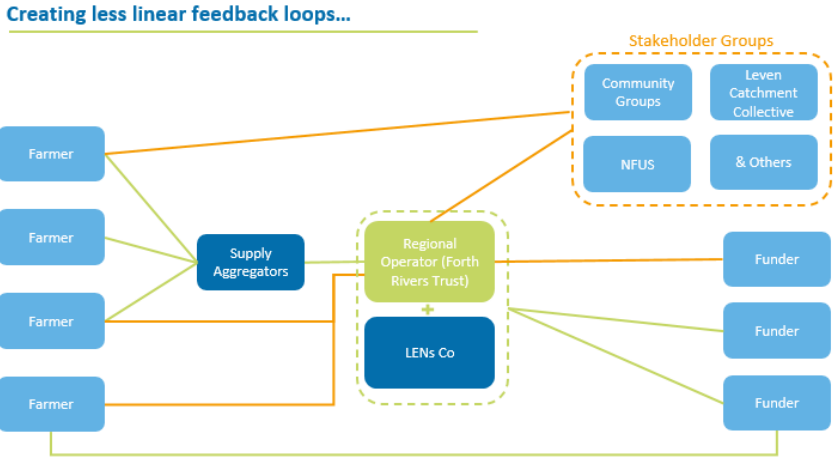 Creating less linear feedback loops...
Stakeholder Groups
Community
Groups
Leven
Catchment
Collective
NFUS
& Others
Farmer
Farmer
Farmer
Farmer
Supply
Aggregators
Regional
Operator (Forth
Rivers Trust)
+
LENs Co
Funder
Funder
Funder